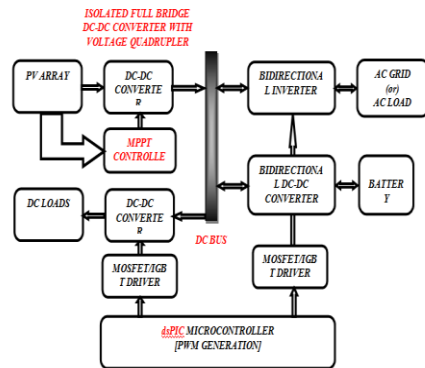 ISOLATED FULL BRIDGE
DC-DC CONVERTER WITH
VOLTAGE QUADRUPLER
PV ARRAY
DC-DC
CONVERTE
R
BIDIRECTIONA
L INVERTER
AC GRID
(or)
AC LOAD
MPPT
CONTROLLE
DC LOADS
DC-DC
CONVERTE
R
BIDIRECTIONA
L DC-DC
CONVERTER
BATTER
Y
DC BUS
MOSFET/IGB
T DRIVER
MOSFET/IGB
T DRIVER
dsPIC MICROCONTROLLER
[PWM GENERATION]